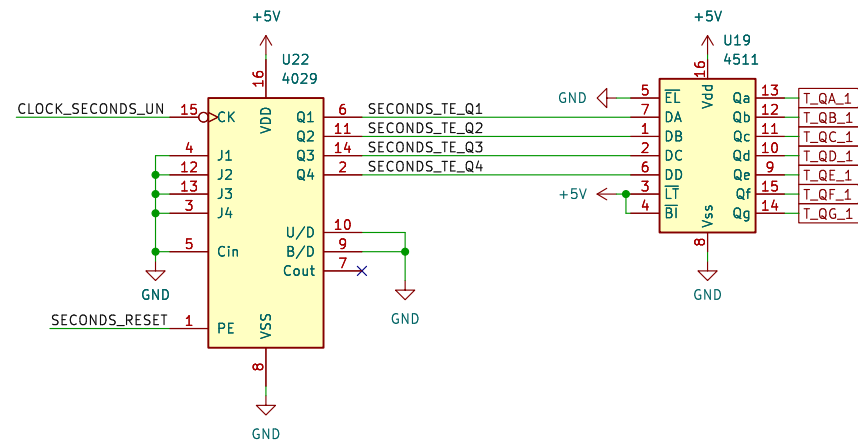 +5V
U22
4029
16
VDD
CLOCK_SECONDS_UN
15
CK
4
J1
12
J2
13
J3
3
J4
5
Cin
GND
SECONDS_RESET
1
PE
VSS
8
GND
Q1
6
SECONDS_TE_Q1
Q2
11
SECONDS_TE_Q2
Q3
14
SECONDS_TE_Q3
Q4
2
SECONDS_TE_Q4
U/D
10
B/D
9
Cout
7
GND
+5V
U19
4511
16
Vdd
GND
5
EL
7
DA
1
DB
2
DC
6
DD
+5V
3
LT
4
BI
Vss
8
GND
Qa
13
T_QA_1
Qb
12
T_QB_1
Qc
11
T_QC_1
Qd
10
T_QD_1
Qe
9
T_QE_1
Qf
15
T_QF_1
Qg
14
T_QG_1